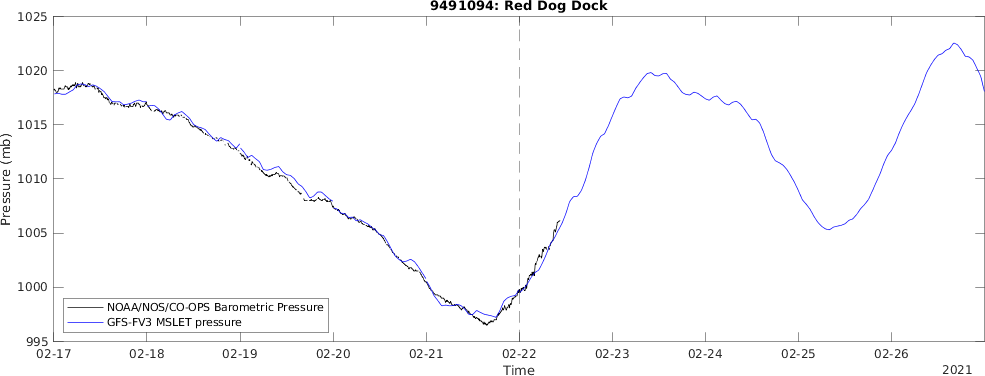 9491094: Red Dog Dock
Pressure (mb)
1025
1020
1015
1010
1005
1000
995
NOAA/NOS/CO-OPS Barometric Pressure
GFS-FV3 MSLET pressure
02-17 02-18 02-19 02-20 02-21 02-22 02-23 02-24 02-25 02-26
Time
2021